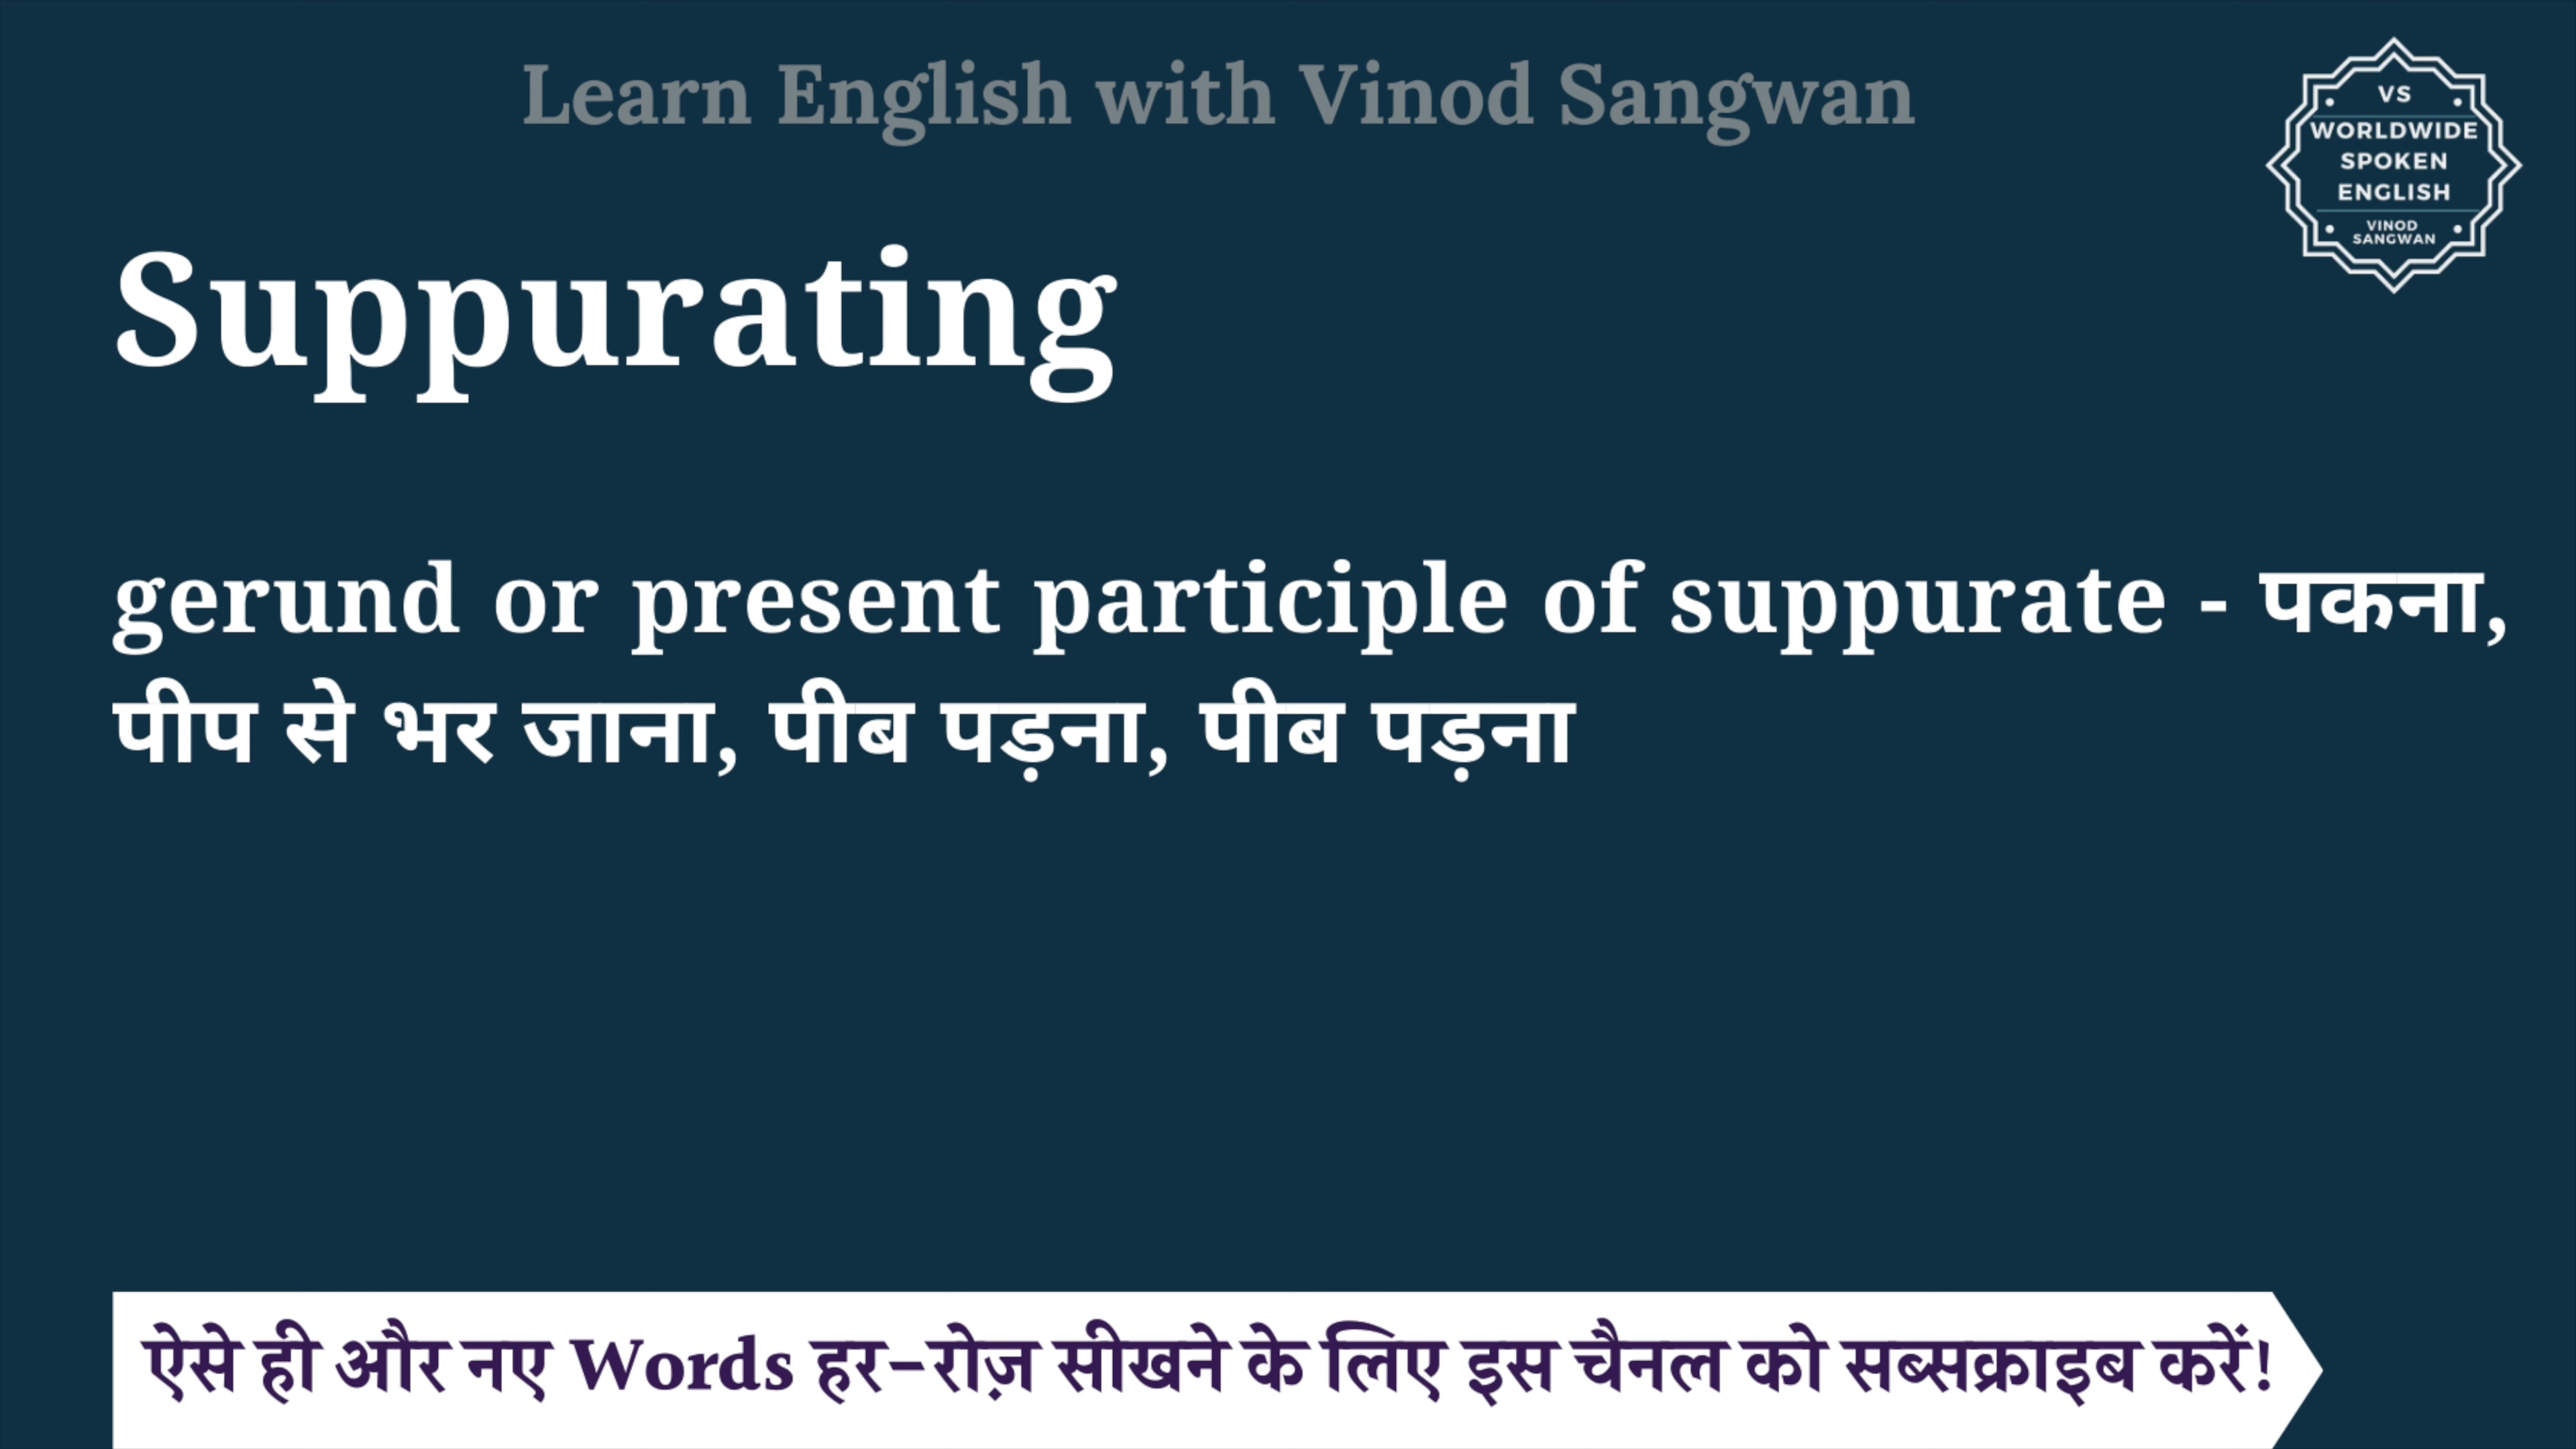 Learn English with Vinod Sangwan
VS
WORLDWIDE
SPOKEN
ENGLISH
VINOD
SANGWAN
Suppurating
gerund or present participle of suppurate - पकना,
पीप से भर जाना, पीब पड़ना, पीब पड़ना
ऐसे ही और नए Words हर-रोज़ सीखने के लिए इस चैनल को सब्सक्राइब करें!